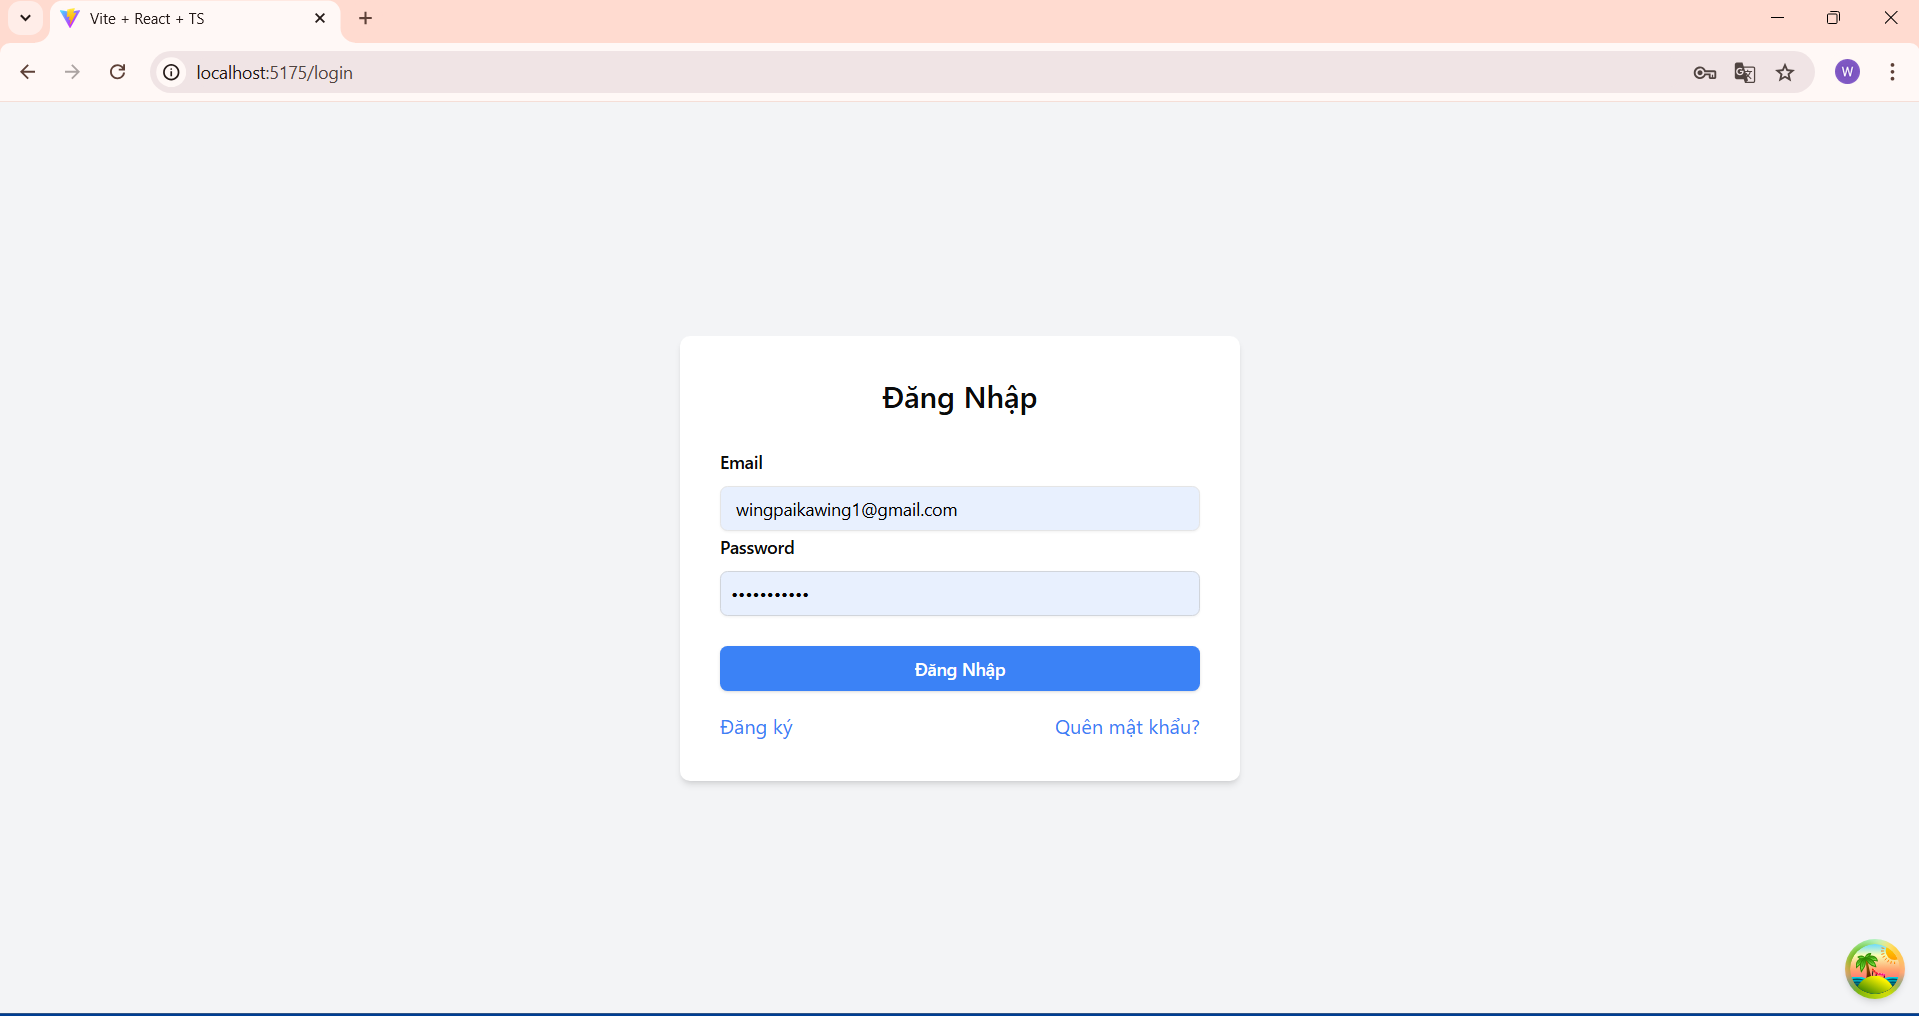 Vite + React + TS
localhost:5175/login
W
Đăng Nhập
Email
wingpaikawing1@gmail.com
Password
•••••••••••
Đăng Nhập
Đăng ký
Quên mật khẩu?